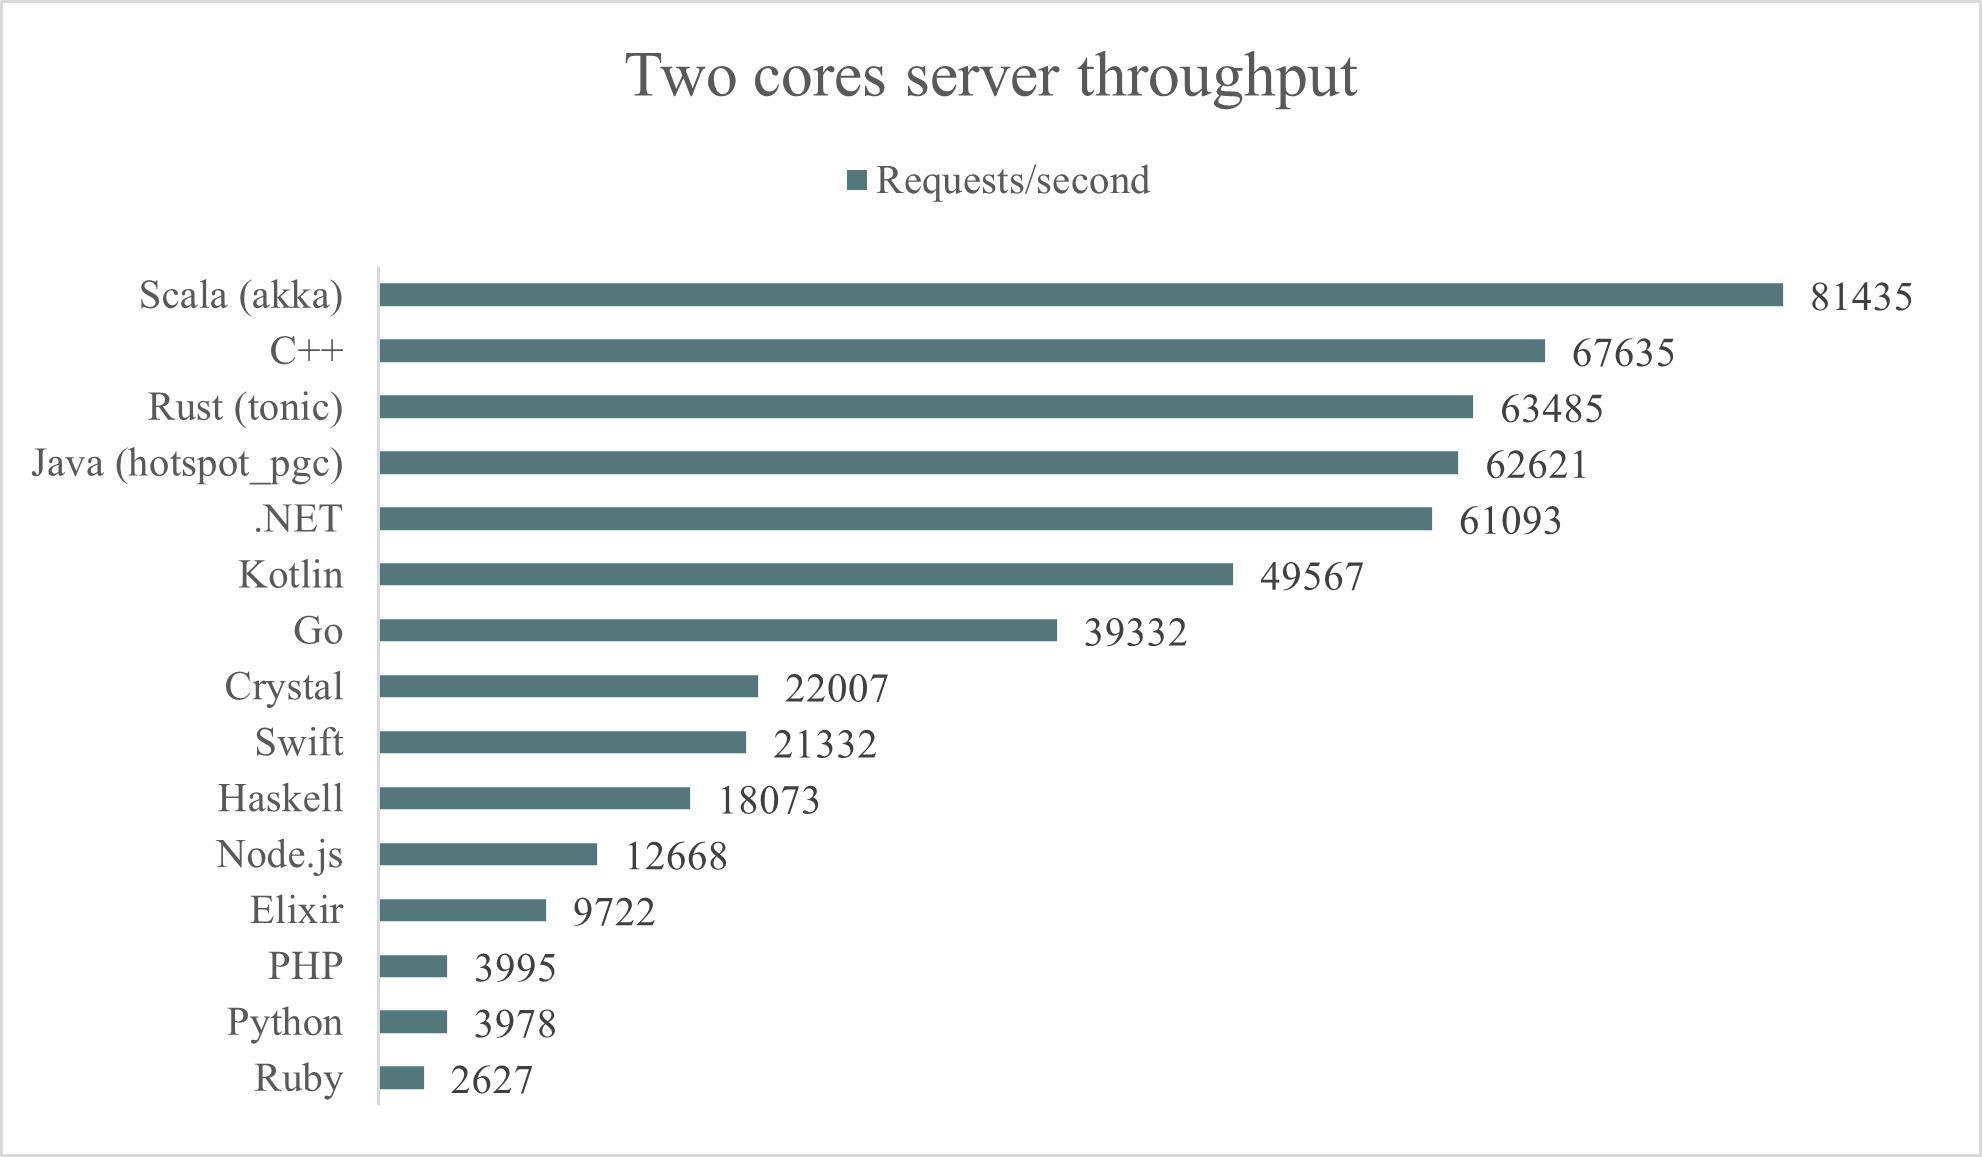 Two cores server throughput
Requests/second
Scala (akka) 81435
C++ 67635
Rust (tonic) 63485
Java (hotspot_pgc) 62621
.NET 61093
Kotlin 49567
Go 39332
Crystal 22007
Swift 21332
Haskell 18073
Node.js 12668
Elixir 9722
PHP 3995
Python 3978
Ruby 2627